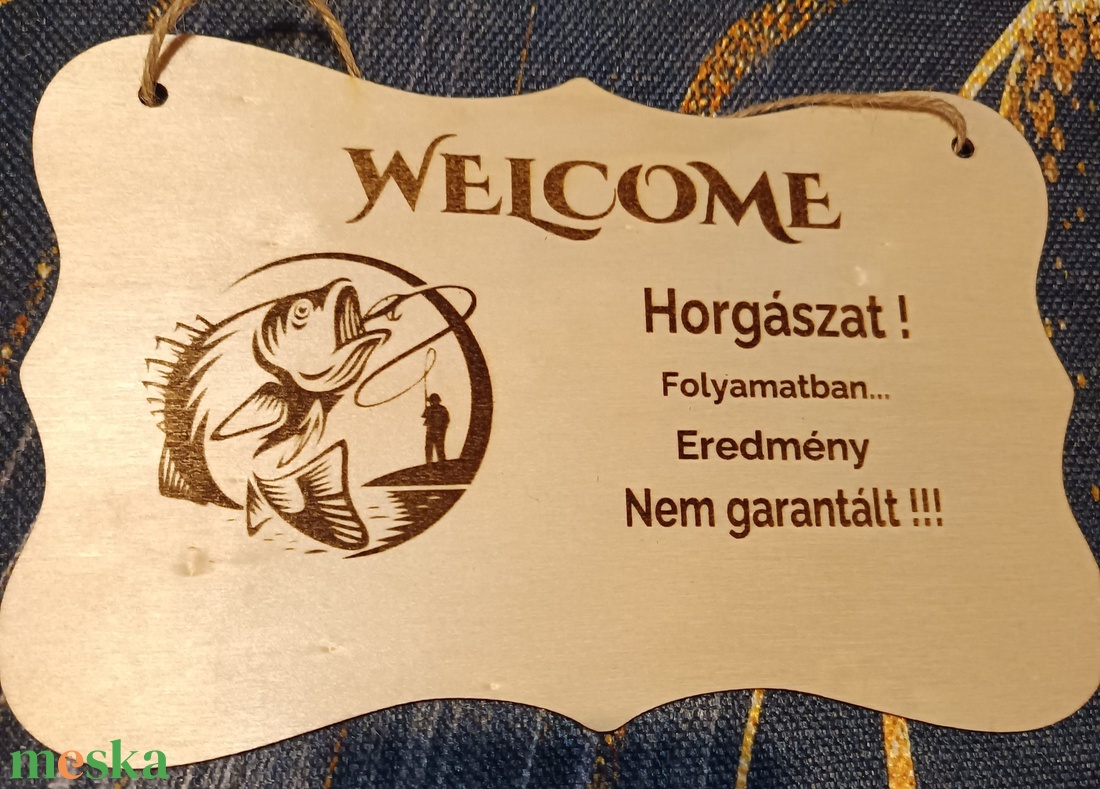 WELCOME
Horgászat !
Folyamatban...
Eredmény
Nem garantált !!!
meska